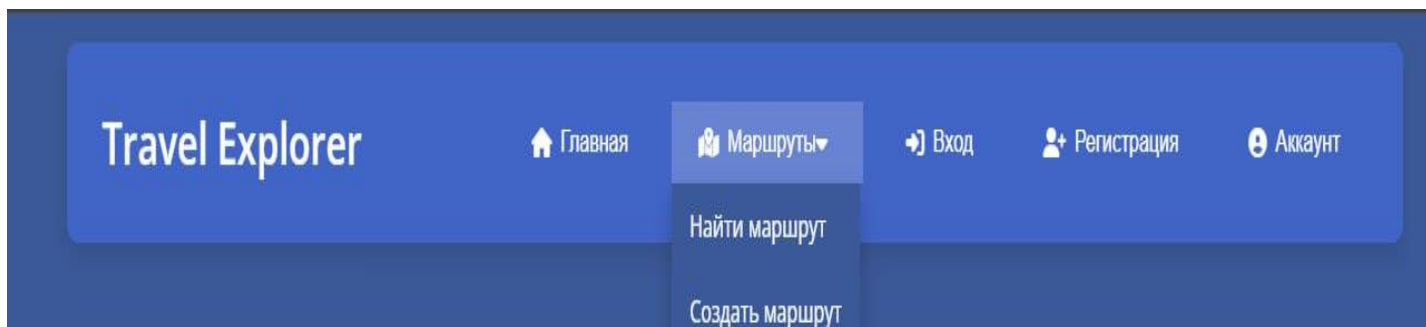 Travel Explorer Главная Маршруты▾ Вход Регистрация Аккаунт
Найти маршрут
Создать маршрут